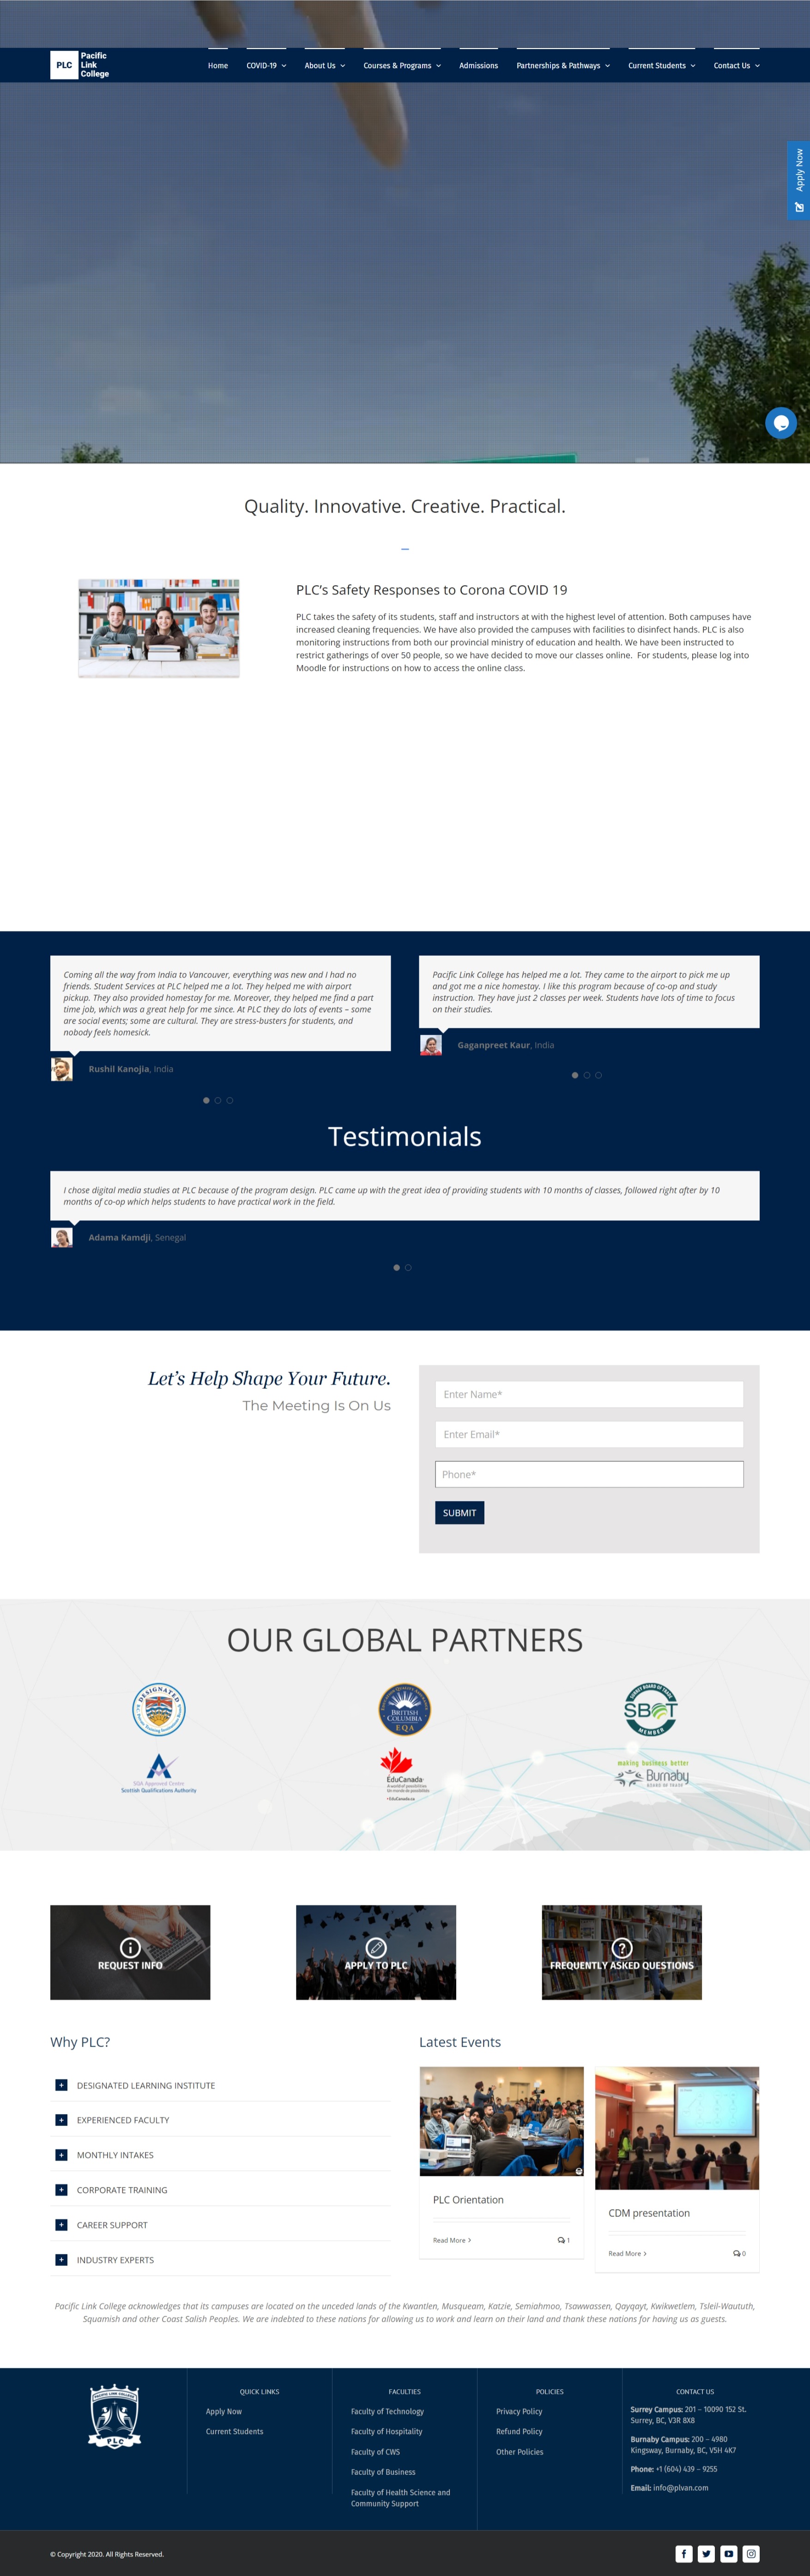 PLC
Pacific
Link
College
Home
COVID-19
About Us
Courses & Programs
Admissions
Partnerships & Pathways
Current Students
Contact Us
Apply Now
Quality. Innovative. Creative. Practical.
PLC's Safety Responses to Corona COVID 19
PLC takes the safety of its students, staff and instructors at with the highest level of attention. Both campuses have
increased cleaning frequencies. We have also provided the campuses with facilities to disinfect hands. PLC is also
monitoring instructions from both our provincial ministry of education and health. We have been instructed to
restrict gatherings of over 50 people, so we have decided to move our classes online. For students, please log into
Moodle for instructions on how to access the online class.
Coming all the way from India to Vancouver, everything was new and I had no
friends. Student Services at PLC helped me a lot. They helped me with airport
pickup. They also provided homestay for me. Moreover, they helped me find a part
time job, which was a great help for me since. At PLC they do lots of events – some
are social events; some are cultural. They are stress-busters for students, and
nobody feels homesick.
Rushil Kanojia, India
Pacific Link College has helped me a lot. They came to the airport to pick me up
and got me a nice homestay. I like this program because of co-op and study
instruction. They have just 2 classes per week. Students have lots of time to focus
on their studies.
Gaganpreet Kaur, India
Testimonials
I chose digital media studies at PLC because of the program design. PLC came up with the great idea of providing students with 10 months of classes, followed right after by 10
months of co-op which helps students to have practical work in the field.
Adama Kamdji, Senegal
Let's Help Shape Your Future.
The Meeting Is On Us
Enter Name*
Enter Email*
Phone*
SUBMIT
OUR GLOBAL PARTNERS
DESIGNATED
BRITISH
COLUMBIA
EQA
SBOT
MEMBER
SQA Approved Centre
Scottish Qualifications Authority
EduCanada
A world of possibilities
Un monde de possibilités
making business better
Burnaby
BOARD OF TRADE
REQUEST INFO
APPLY TO PLC
FREQUENTLY ASKED QUESTIONS
Why PLC?
DESIGNATED LEARNING INSTITUTE
EXPERIENCED FACULTY
MONTHLY INTAKES
CORPORATE TRAINING
CAREER SUPPORT
INDUSTRY EXPERTS
Latest Events
PLC Orientation
Read More
1
CDM presentation
Read More
0
Pacific Link College acknowledges that its campuses are located on the unceded lands of the Kwantlen, Musqueam, Katzie, Semiahmoo, Tsawwassen, Qayqayt, Kwikwetlem, Tsleil-Waututh,
Squamish and other Coast Salish Peoples. We are indebted to these nations for allowing us to work and learn on their land and thank these nations for having us as guests.
PACIFIC LINK COLLEGE
PLC
QUICK LINKS
Apply Now
Current Students
FACULTIES
Faculty of Technology
Faculty of Hospitality
Faculty of CWS
Faculty of Business
Faculty of Health Science and
Community Support
POLICIES
Privacy Policy
Refund Policy
Other Policies
CONTACT US
Surrey Campus: 201 – 10090 152 St.
Surrey, BC, V3R 8X8
Burnaby Campus: 200 – 4980
Kingsway, Burnaby, BC, V5H 4K7
Phone: +1 (604) 439 – 9255
Email: info@plvan.com
© Copyright 2020. All Rights Reserved.